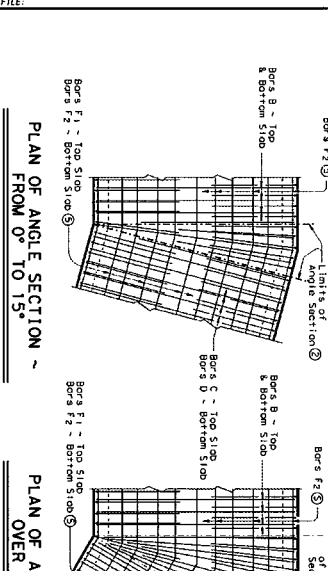 FILE:
Bars F2 ⑤
Bars B ~ Top
& Bottom Slab
Limits of
Angle Section ②
Bars F1 ~ Top Slab
Bars F2 ~ Bottom Slab ⑤
Bars C ~ Top Slab
Bars D ~ Bottom Slab
PLAN OF ANGLE SECTION ~
FROM 0° TO 15°
Bars F2 ⑤
Bars B ~ Top
& Bottom Slab
Bars F1 ~ Top Slab
Bars F2 ~ Bottom Slab ⑤
PLAN OF A
OVER